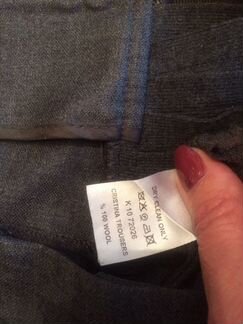 DRY CLEAN ONLY
CRISTINA TROUSERS
K 10 72026
% 100 WOOL